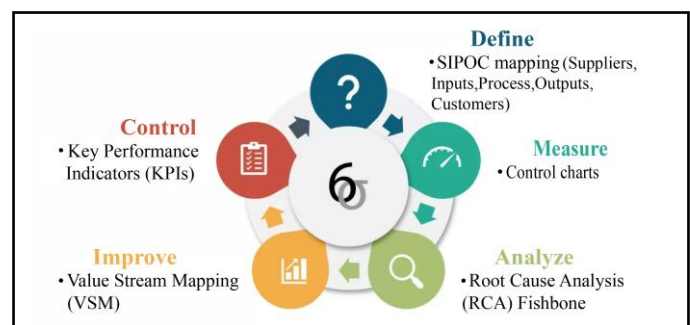 Define
•SIPOC mapping (Suppliers,
Inputs,Process,Outputs,
Customers)
Measure
•Control charts
Analyze
•Root Cause Analysis
(RCA) Fishbone
Improve
•Value Stream Mapping
(VSM)
Control
•Key Performance
Indicators (KPIs)
?
6σ